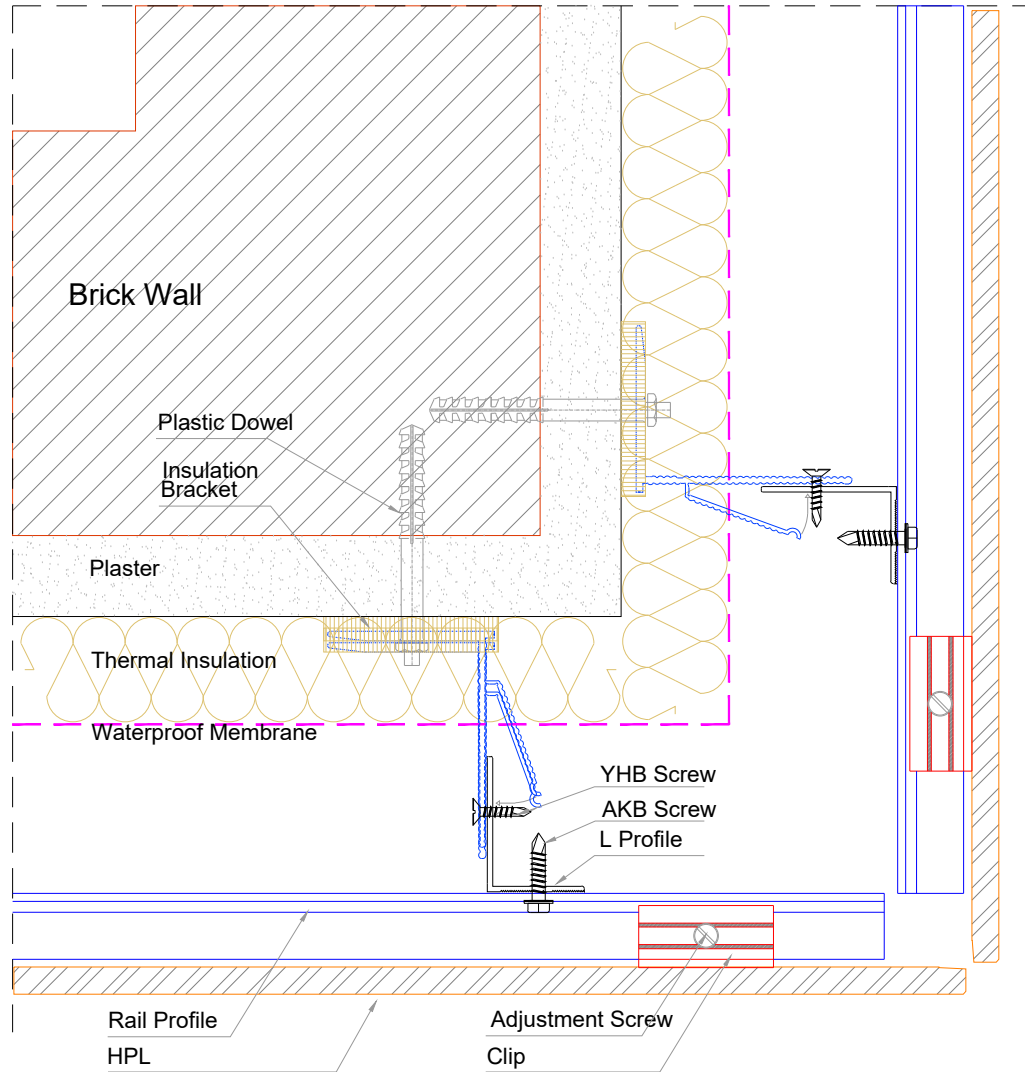 Brick Wall
Plastic Dowel
Insulation
Bracket
Plaster
Thermal Insulation
Waterproof Membrane
YHB Screw
AKB Screw
L Profile
Rail Profile
HPL
Adjustment Screw
Clip